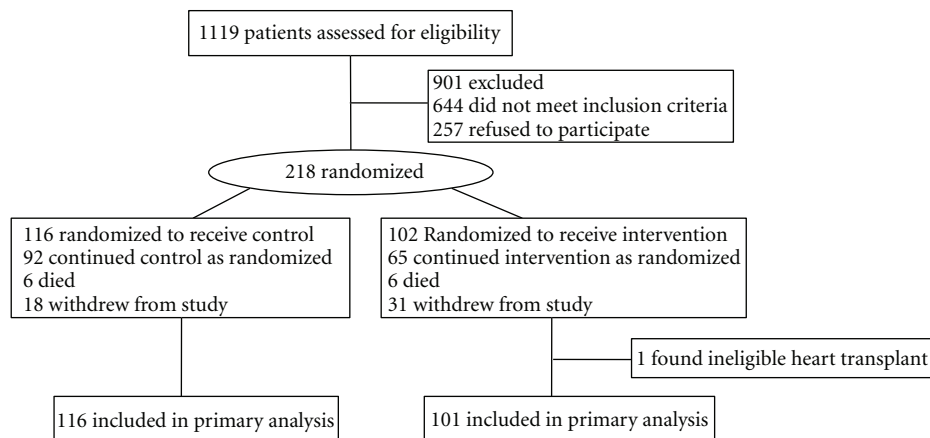 1119 patients assessed for eligibility
901 excluded
644 did not meet inclusion criteria
257 refused to participate
218 randomized
116 randomized to receive control
92 continued control as randomized
6 died
18 withdrew from study
102 Randomized to receive intervention
65 continued intervention as randomized
6 died
31 withdrew from study
1 found ineligible heart transplant
116 included in primary analysis
101 included in primary analysis